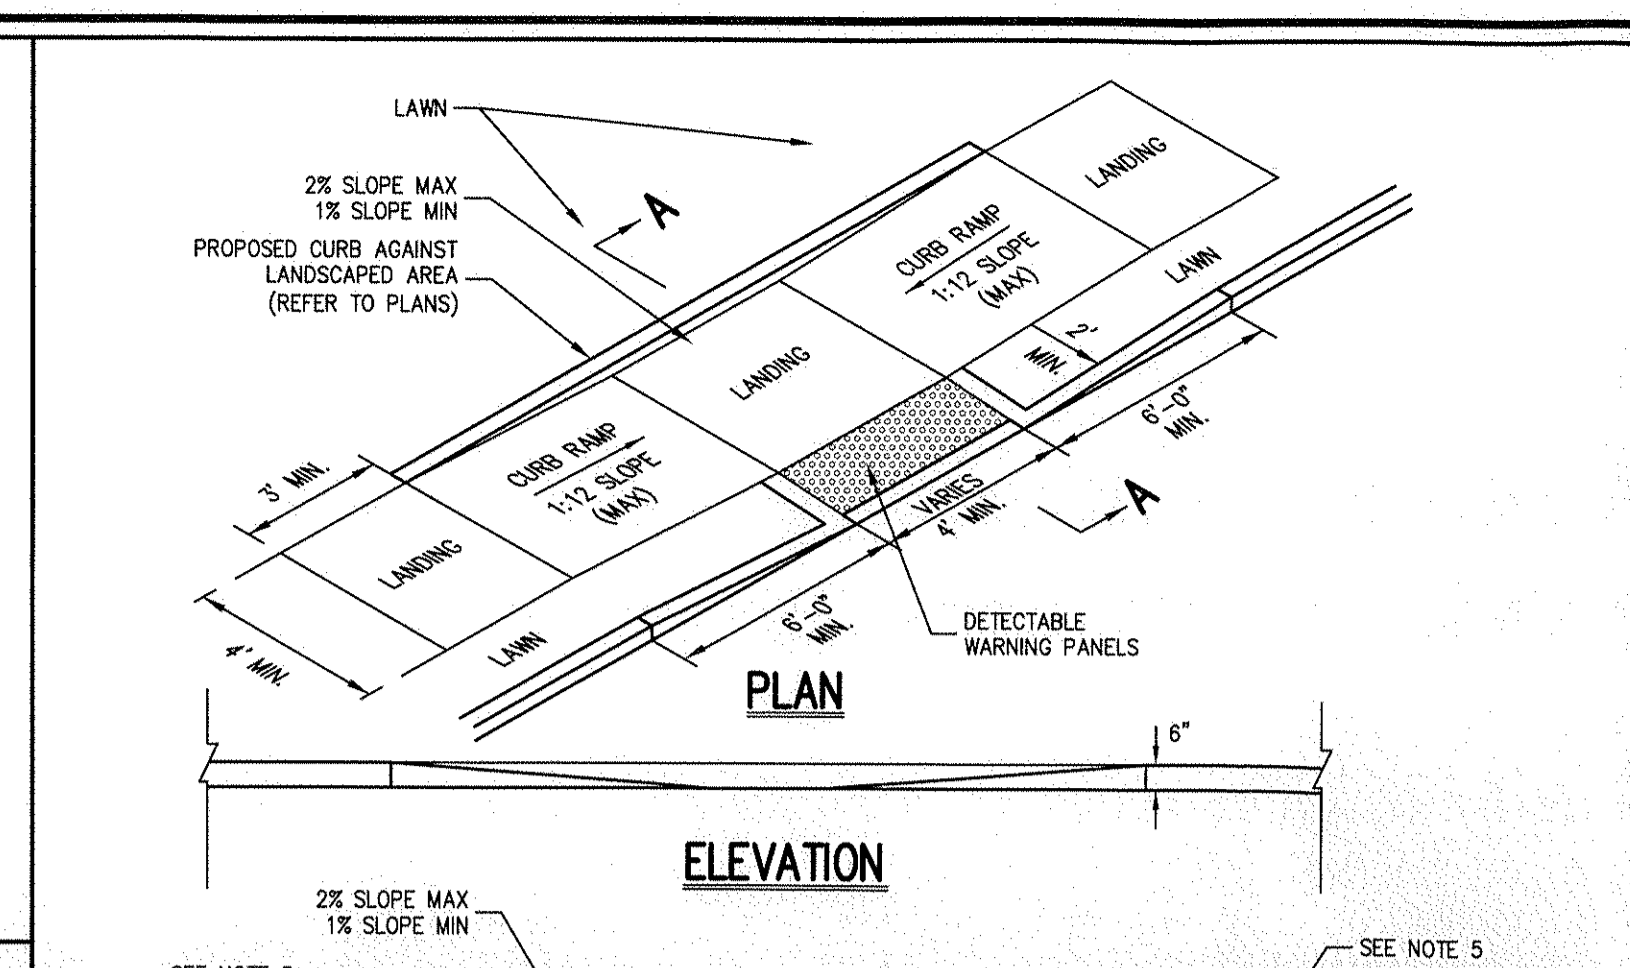 LAWN
2% SLOPE MAX
1% SLOPE MIN
PROPOSED CURB AGAINST
LANDSCAPED AREA
(REFER TO PLANS)
A
LANDING
CURB RAMP
1:12 SLOPE
(MAX)
LAWN
2'
MIN.
LANDING
6'-0"
MIN.
CURB RAMP
1:12 SLOPE
(MAX)
3' MIN.
VARIES
4' MIN.
A
LANDING
6'-0"
MIN.
DETECTABLE
WARNING PANELS
LAWN
4' MIN.
PLAN
6"
ELEVATION
2% SLOPE MAX
1% SLOPE MIN
SEE NOTE 5